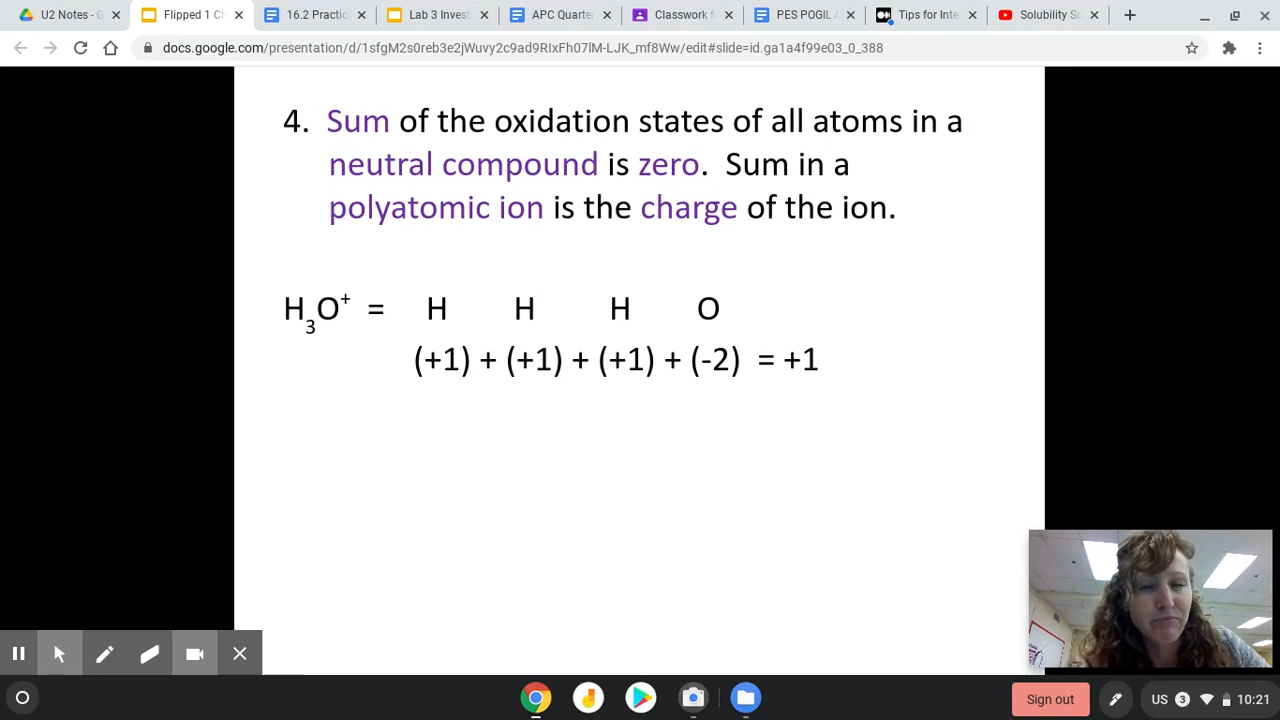 U2 Notes - G
Flipped 1 Ch
16.2 Practic
Lab 3 Invest
APC Quarte
Classwork f
PES POGIL A
Tips for Inte
Solubility Sc
docs.google.com/presentation/d/1sfgM2s0reb3e2jWuvy2c9ad9RIxFh07lM-LJK_mf8Ww/edit#slide=id.ga1a4f99e03_0_388
4. Sum of the oxidation states of all atoms in a
neutral compound is zero. Sum in a
polyatomic ion is the charge of the ion.
H₃O⁺ = H H H O
(+1) + (+1) + (+1) + (-2) = +1
Sign out
US 3 10:21